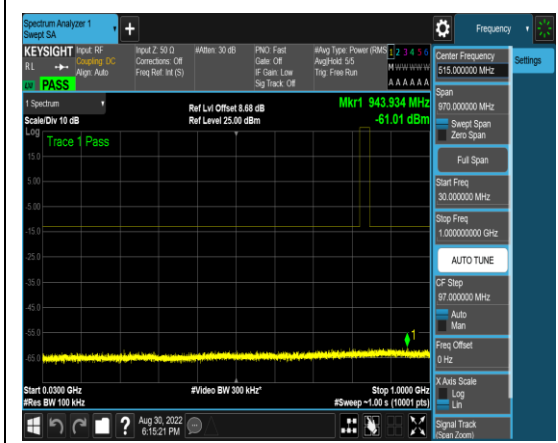 Spectrum Analyzer 1
Swept SA
Frequency
KEYSIGHT
Input: RF
Coupling: DC
Align: Auto
Input Z: 50 Ω
Corrections: Off
Freq Ref: Int (S)
#Atten: 30 dB
PNO: Fast
Gate: Off
IF Gain: Low
Sig Track: Off
#Avg Type: Power (RMS
Avg|Hold: 5/5
Trig: Free Run
1 2 3 4 5 6
M W W W W W
A A A A A A
RL
PASS
1 Spectrum
Scale/Div 10 dB
Ref Lvl Offset 8.68 dB
Ref Level 25.00 dBm
Mkr1 943.934 MHz
-61.01 dBm
Log
Trace 1 Pass
15.0
5.00
-5.00
-15.0
-25.0
-35.0
-45.0
-55.0
-65.0
1
Start 0.0300 GHz
#Res BW 100 kHz
#Video BW 300 kHz*
Stop 1.0000 GHz
#Sweep ~1.00 s (10001 pts)
Aug 30, 2022
6:15:21 PM
Center Frequency
515.000000 MHz
Settings
Span
970.000000 MHz
Swept Span
Zero Span
Full Span
Start Freq
30.000000 MHz
Stop Freq
1.000000000 GHz
AUTO TUNE
CF Step
97.000000 MHz
Auto
Man
Freq Offset
0 Hz
X Axis Scale
Log
Lin
Signal Track
(Span Zoom)